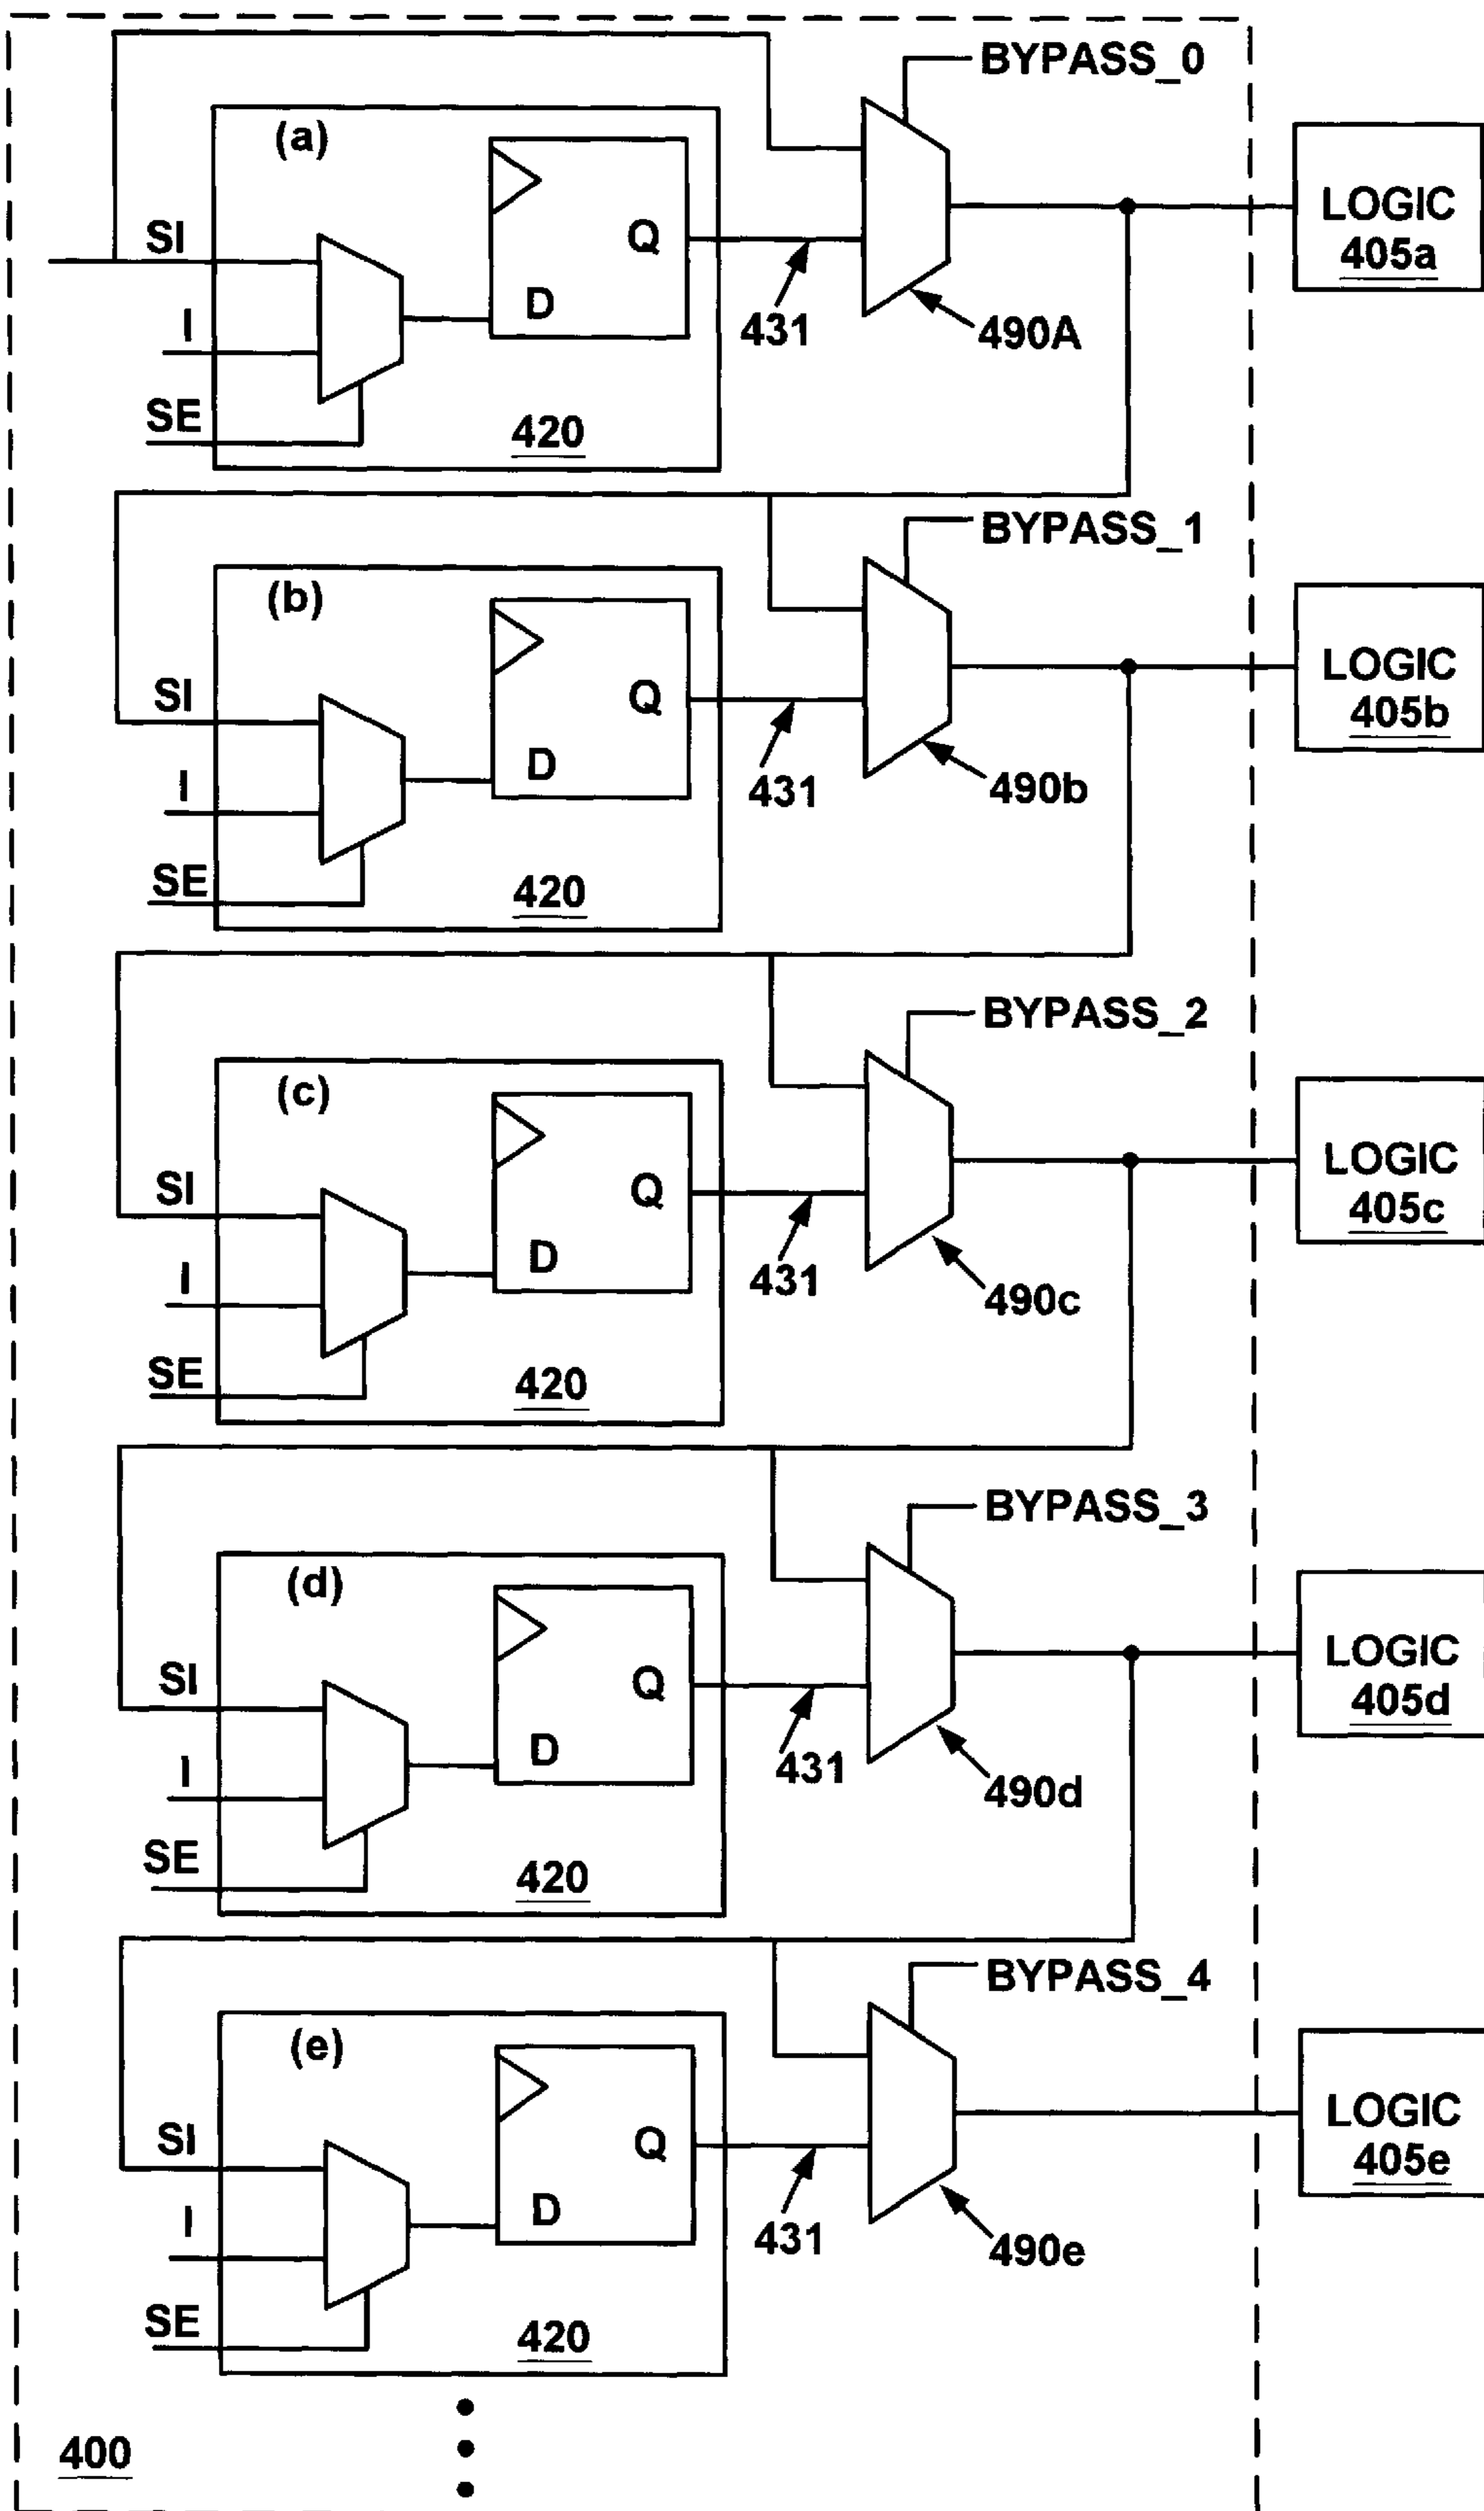 BYPASS_0
(a)
LOGIC
405a
SI
Q
I
D
431
490A
SE
420
BYPASS_1
(b)
LOGIC
405b
SI
Q
I
D
431
490b
SE
420
BYPASS_2
(c)
LOGIC
405c
SI
Q
I
D
431
490c
SE
420
BYPASS_3
(d)
LOGIC
405d
SI
Q
I
D
431
490d
SE
420
BYPASS_4
(e)
LOGIC
405e
SI
Q
I
D
431
490e
SE
420
400